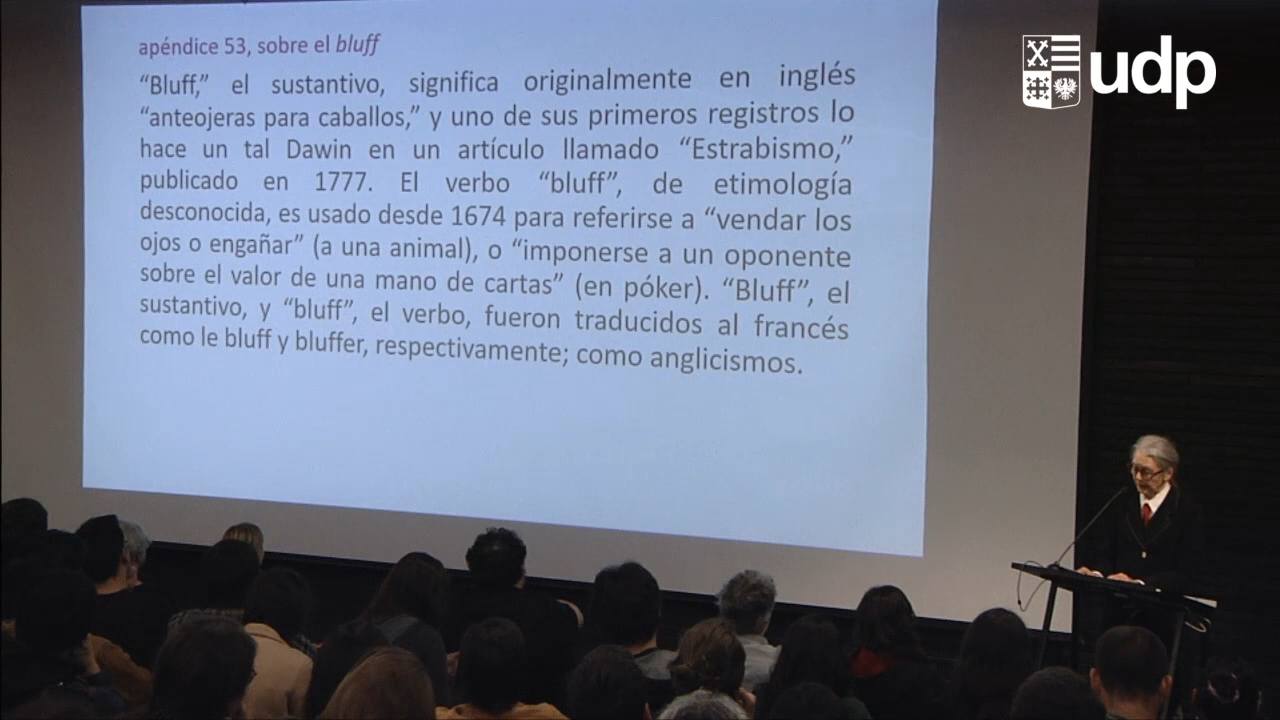 apéndice 53, sobre el bluff
“Bluff,” el sustantivo, significa originalmente en inglés
“anteojeras para caballos,” y uno de sus primeros registros lo
hace un tal Dawin en un artículo llamado “Estrabismo,”
publicado en 1777. El verbo “bluff”, de etimología
desconocida, es usado desde 1674 para referirse a “vendar los
ojos o engañar” (a una animal), o “imponerse a un oponente
sobre el valor de una mano de cartas” (en póker). “Bluff”, el
sustantivo, y “bluff”, el verbo, fueron traducidos al francés
como le bluff y bluffer, respectivamente; como anglicismos.
udp